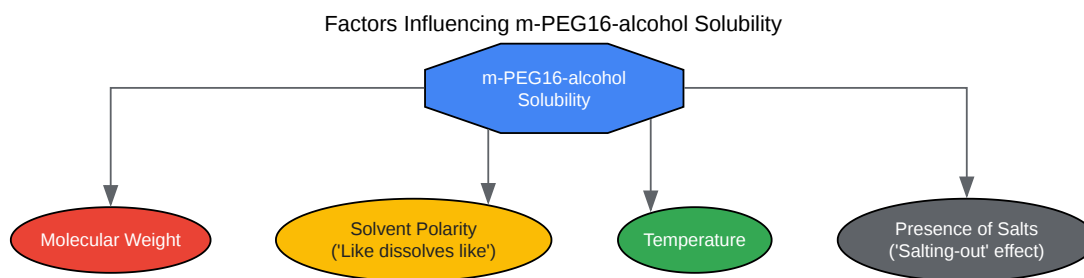 Factors Influencing m-PEG16-alcohol Solubility
m-PEG16-alcohol
Solubility
Molecular Weight
Solvent Polarity
('Like dissolves like')
Temperature
Presence of Salts
('Salting-out' effect)